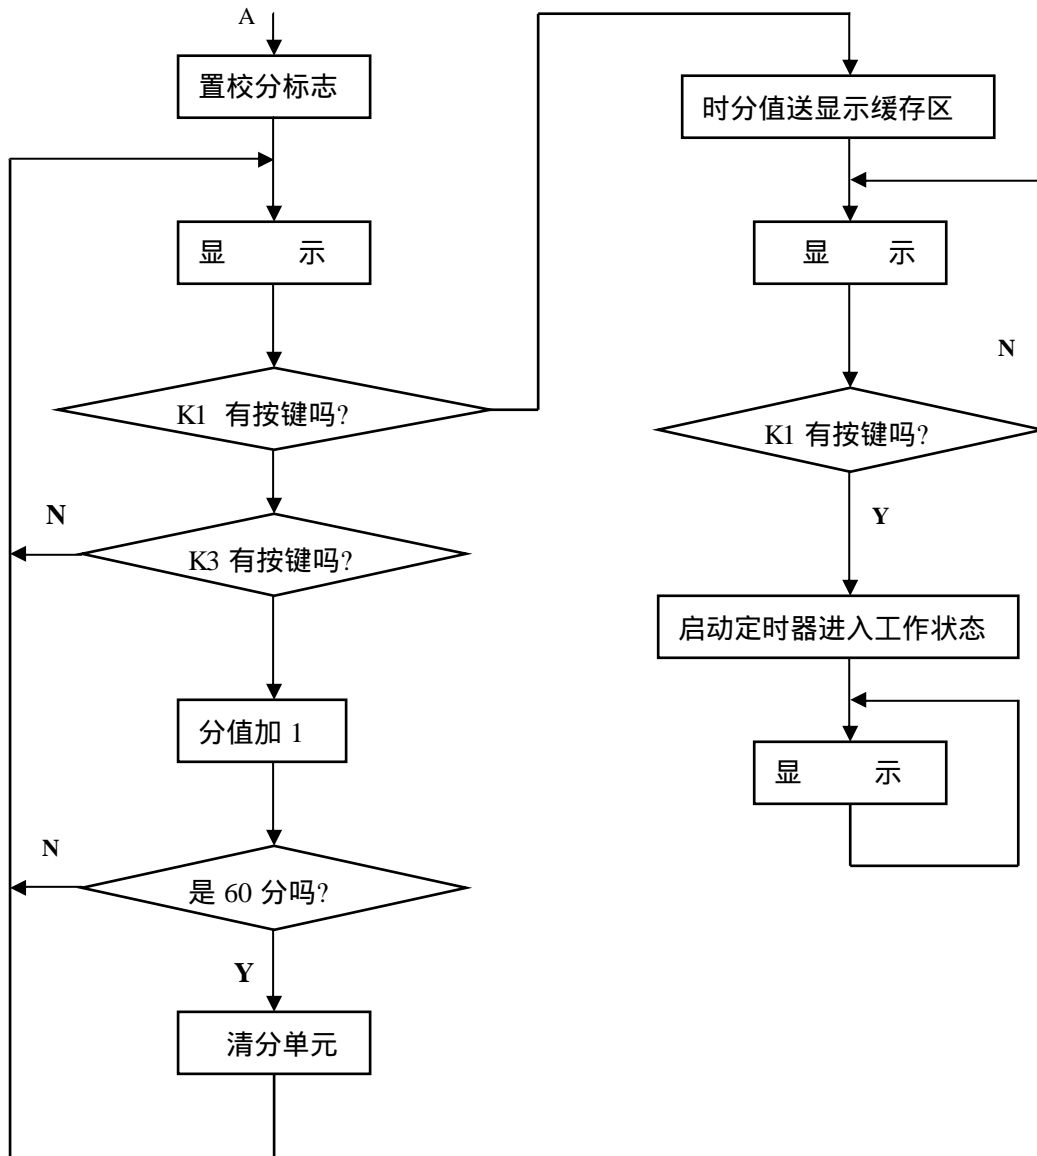 A
置校分标志
显 示
K1 有按键吗?
N
K3 有按键吗?
分值加 1
N
是 60 分吗?
Y
清分单元
时分值送显示缓存区
显 示
N
K1 有按键吗?
Y
启动定时器进入工作状态
显 示